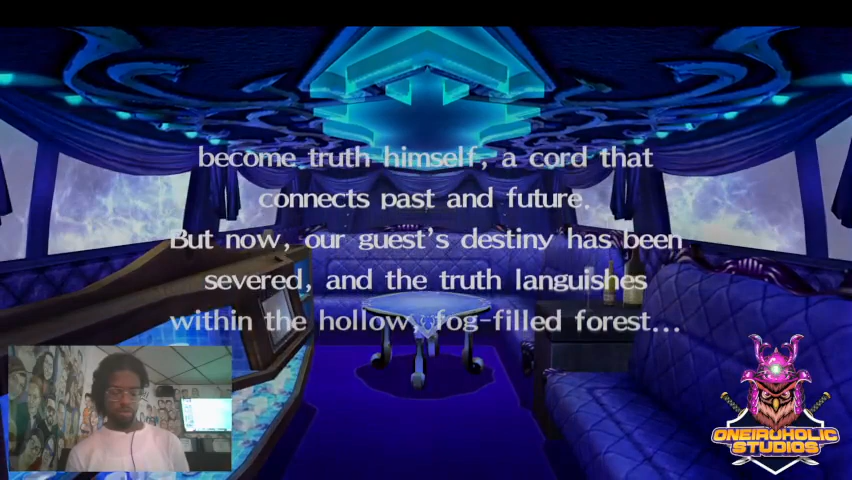 become truth himself, a cord that
connects past and future.
But now, our guest's destiny has been
severed, and the truth languishes
within the hollow, fog-filled forest...
ONEIROHOLIC
STUDIOS